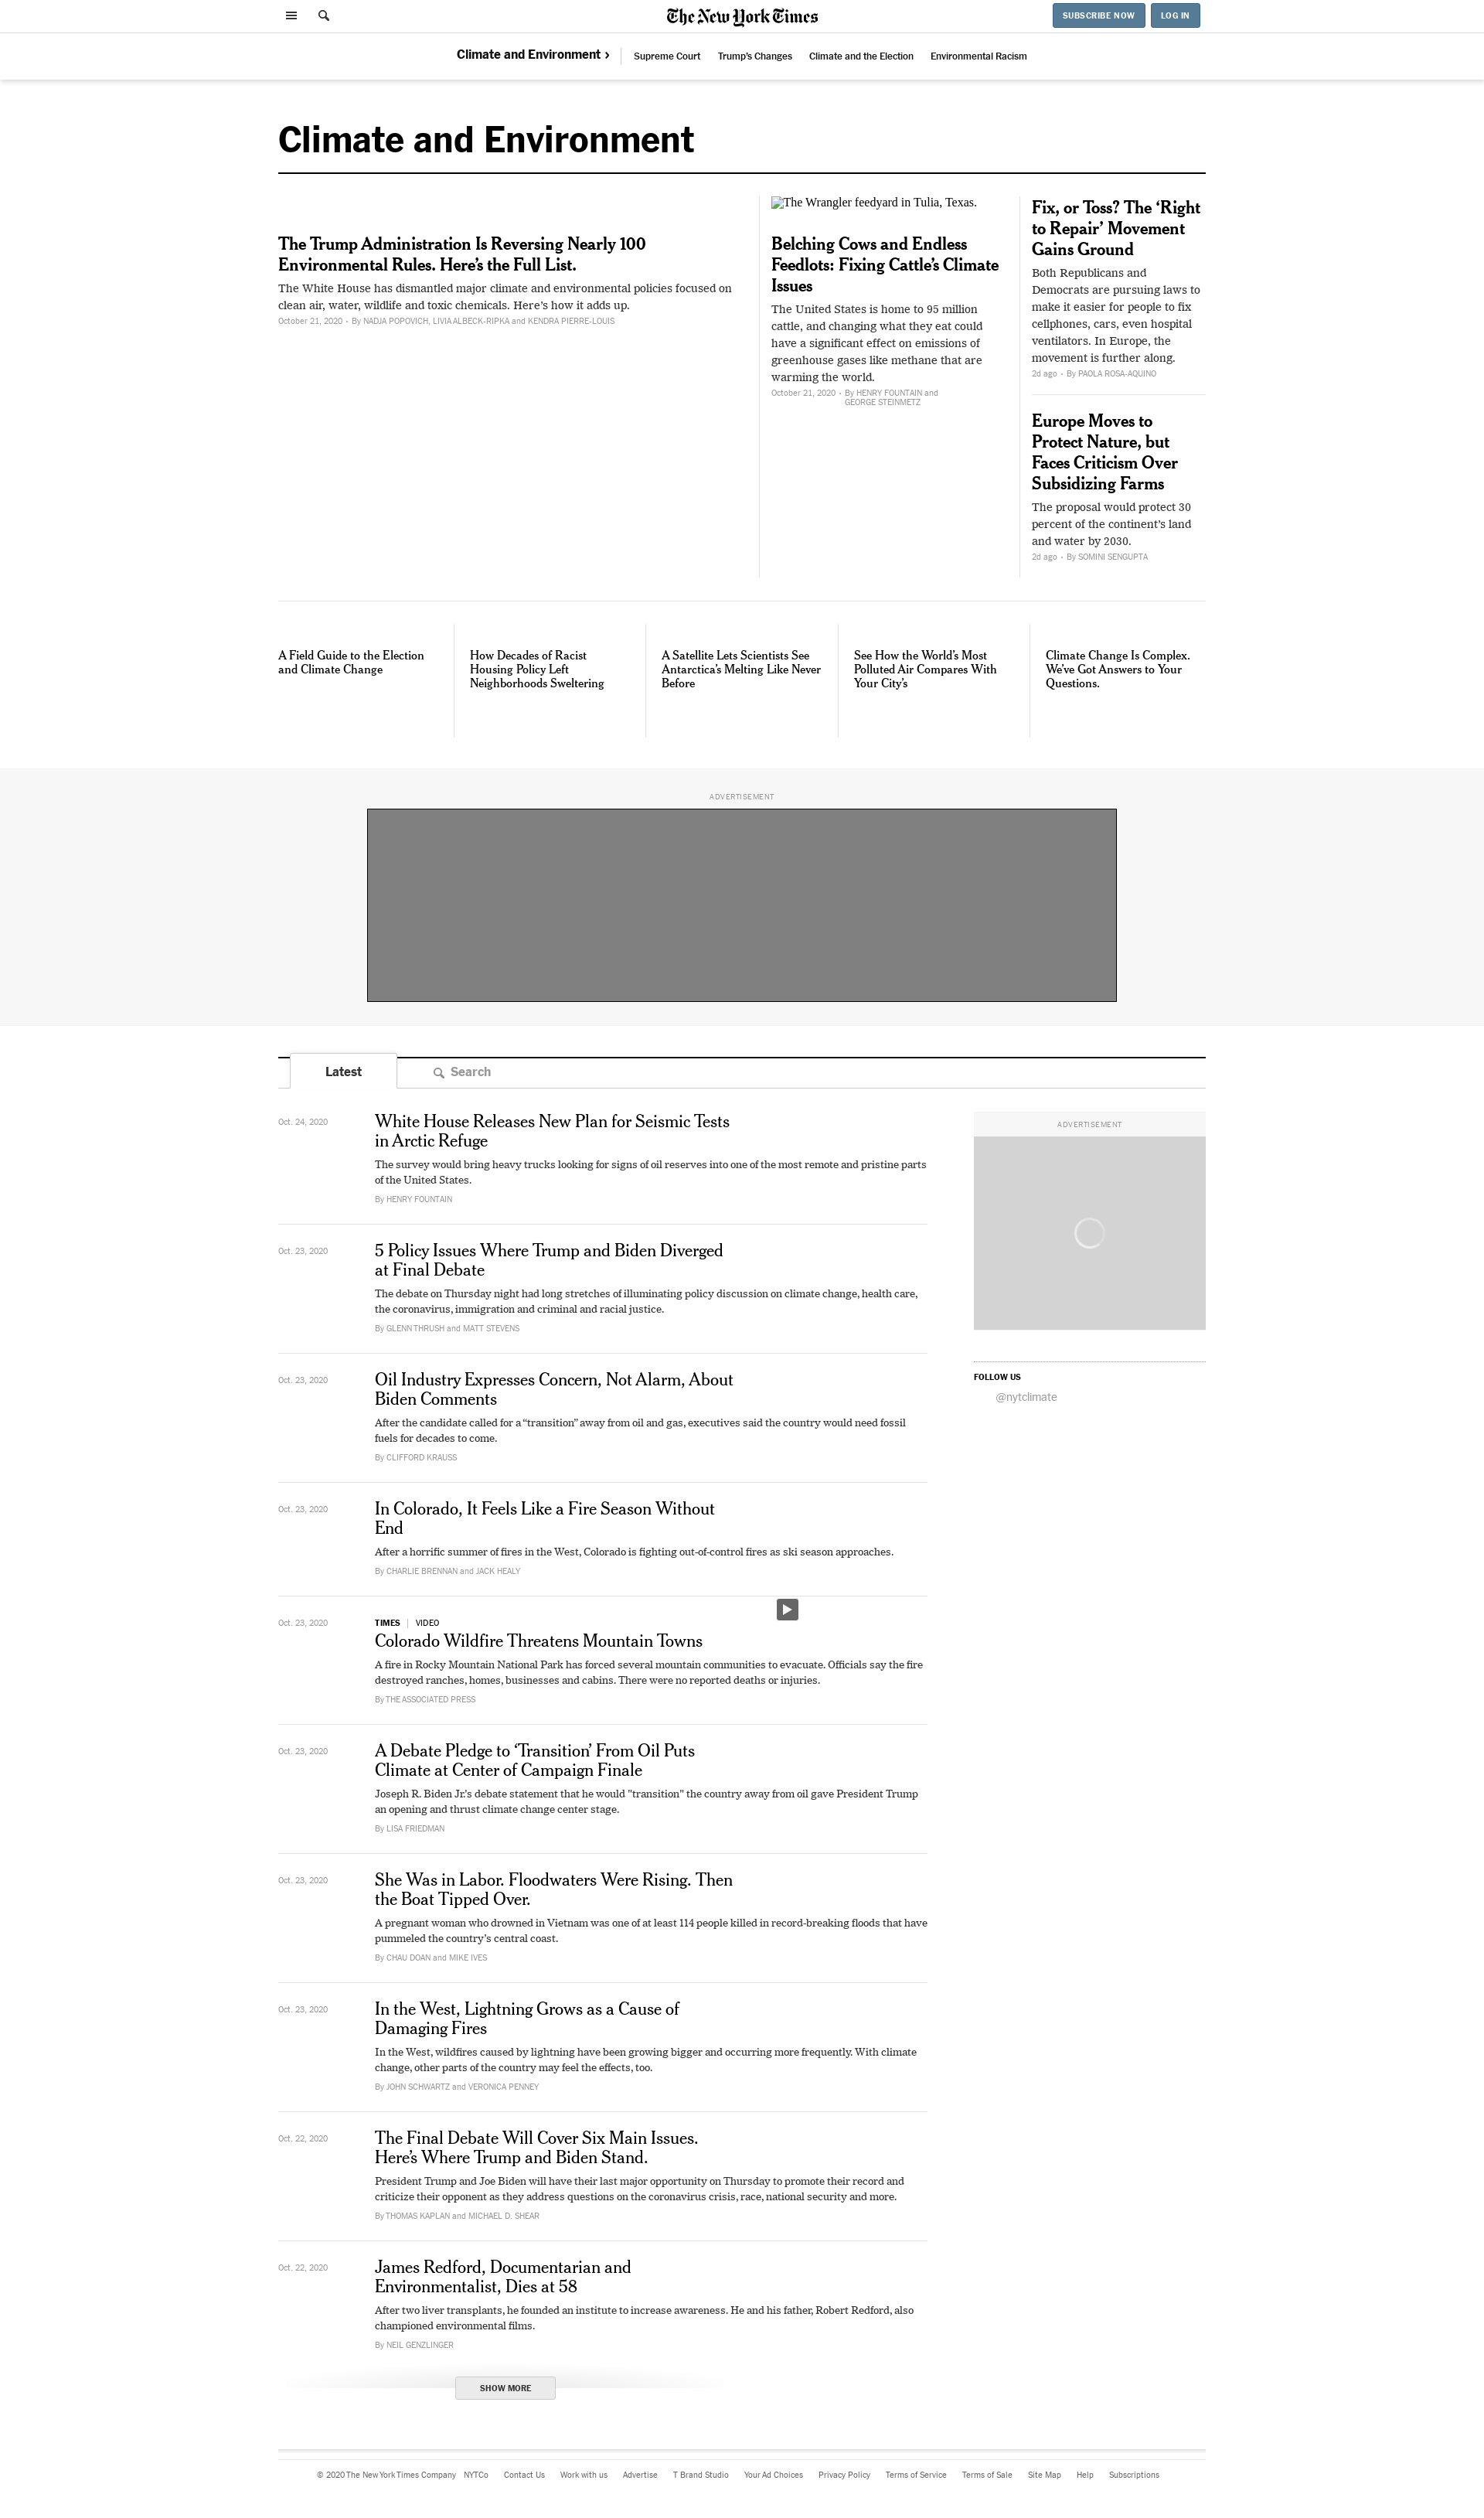 The New York Times
SUBSCRIBE NOW
LOG IN
Climate and Environment ›
Supreme Court
Trump's Changes
Climate and the Election
Environmental Racism
Climate and Environment
The Trump Administration Is Reversing Nearly 100
Environmental Rules. Here’s the Full List.
The White House has dismantled major climate and environmental policies focused on
clean air, water, wildlife and toxic chemicals. Here’s how it adds up.
October 21, 2020 • By NADJA POPOVICH, LIVIA ALBECK-RIPKA and KENDRA PIERRE-LOUIS
The Wrangler feedyard in Tulia, Texas.
Belching Cows and Endless
Feedlots: Fixing Cattle’s Climate
Issues
The United States is home to 95 million
cattle, and changing what they eat could
have a significant effect on emissions of
greenhouse gases like methane that are
warming the world.
October 21, 2020 • By HENRY FOUNTAIN and
GEORGE STEINMETZ
Fix, or Toss? The ‘Right
to Repair’ Movement
Gains Ground
Both Republicans and
Democrats are pursuing laws to
make it easier for people to fix
cellphones, cars, even hospital
ventilators. In Europe, the
movement is further along.
2d ago • By PAOLA ROSA-AQUINO
Europe Moves to
Protect Nature, but
Faces Criticism Over
Subsidizing Farms
The proposal would protect 30
percent of the continent’s land
and water by 2030.
2d ago • By SOMINI SENGUPTA
A Field Guide to the Election
and Climate Change
How Decades of Racist
Housing Policy Left
Neighborhoods Sweltering
A Satellite Lets Scientists See
Antarctica’s Melting Like Never
Before
See How the World’s Most
Polluted Air Compares With
Your City’s
Climate Change Is Complex.
We’ve Got Answers to Your
Questions.
ADVERTISEMENT
Latest
Search
Oct. 24, 2020
White House Releases New Plan for Seismic Tests
in Arctic Refuge
The survey would bring heavy trucks looking for signs of oil reserves into one of the most remote and pristine parts
of the United States.
By HENRY FOUNTAIN
ADVERTISEMENT
FOLLOW US
@nytclimate
Oct. 23, 2020
5 Policy Issues Where Trump and Biden Diverged
at Final Debate
The debate on Thursday night had long stretches of illuminating policy discussion on climate change, health care,
the coronavirus, immigration and criminal and racial justice.
By GLENN THRUSH and MATT STEVENS
Oct. 23, 2020
Oil Industry Expresses Concern, Not Alarm, About
Biden Comments
After the candidate called for a “transition” away from oil and gas, executives said the country would need fossil
fuels for decades to come.
By CLIFFORD KRAUSS
Oct. 23, 2020
In Colorado, It Feels Like a Fire Season Without
End
After a horrific summer of fires in the West, Colorado is fighting out-of-control fires as ski season approaches.
By CHARLIE BRENNAN and JACK HEALY
Oct. 23, 2020
TIMES | VIDEO
Colorado Wildfire Threatens Mountain Towns
A fire in Rocky Mountain National Park has forced several mountain communities to evacuate. Officials say the fire
destroyed ranches, homes, businesses and cabins. There were no reported deaths or injuries.
By THE ASSOCIATED PRESS
Oct. 23, 2020
A Debate Pledge to ‘Transition’ From Oil Puts
Climate at Center of Campaign Finale
Joseph R. Biden Jr.'s debate statement that he would "transition" the country away from oil gave President Trump
an opening and thrust climate change center stage.
By LISA FRIEDMAN
Oct. 23, 2020
She Was in Labor. Floodwaters Were Rising. Then
the Boat Tipped Over.
A pregnant woman who drowned in Vietnam was one of at least 114 people killed in record-breaking floods that have
pummeled the country’s central coast.
By CHAU DOAN and MIKE IVES
Oct. 23, 2020
In the West, Lightning Grows as a Cause of
Damaging Fires
In the West, wildfires caused by lightning have been growing bigger and occurring more frequently. With climate
change, other parts of the country may feel the effects, too.
By JOHN SCHWARTZ and VERONICA PENNEY
Oct. 22, 2020
The Final Debate Will Cover Six Main Issues.
Here’s Where Trump and Biden Stand.
President Trump and Joe Biden will have their last major opportunity on Thursday to promote their record and
criticize their opponent as they address questions on the coronavirus crisis, race, national security and more.
By THOMAS KAPLAN and MICHAEL D. SHEAR
Oct. 22, 2020
James Redford, Documentarian and
Environmentalist, Dies at 58
After two liver transplants, he founded an institute to increase awareness. He and his father, Robert Redford, also
championed environmental films.
By NEIL GENZLINGER
SHOW MORE
© 2020 The New York Times Company NYTCo Contact Us Work with us Advertise T Brand Studio Your Ad Choices Privacy Policy Terms of Service Terms of Sale Site Map Help Subscriptions